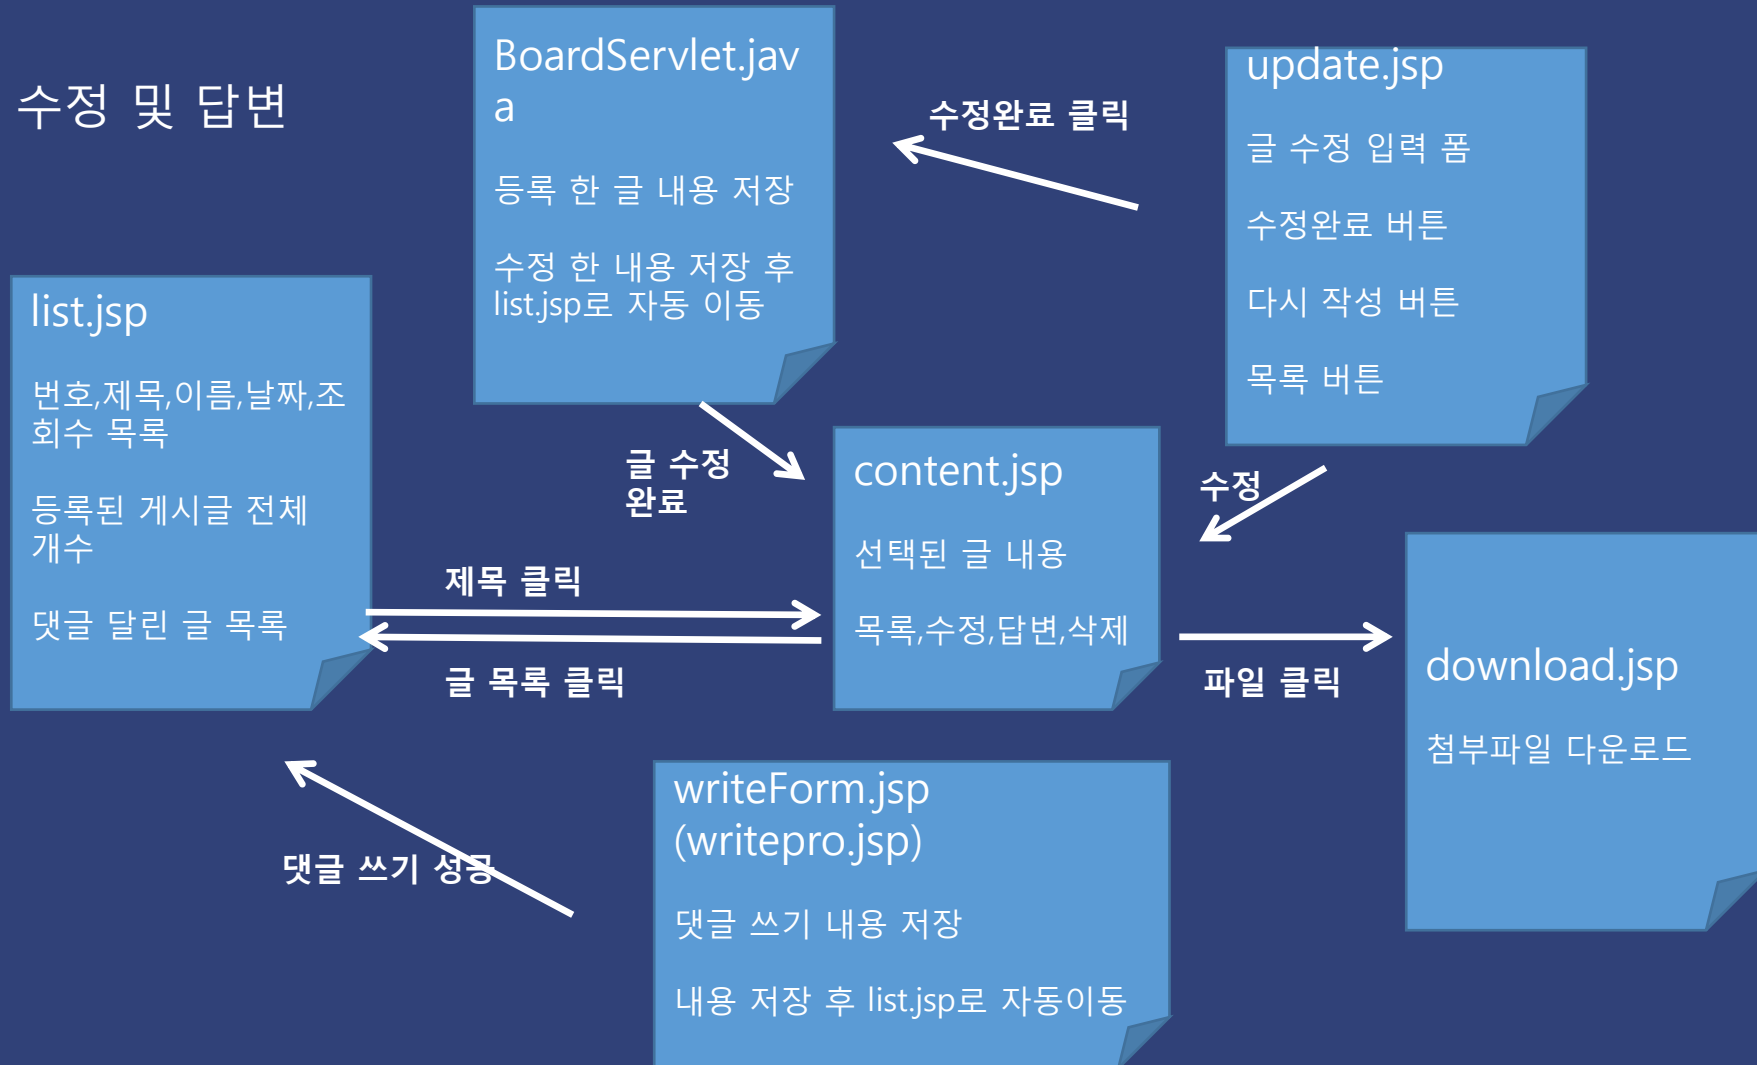 수정 및 답변
BoardServlet.jav
a
등록 한 글 내용 저장
수정 한 내용 저장 후
list.jsp로 자동 이동
수정완료 클릭
update.jsp
글 수정 입력 폼
수정완료 버튼
다시 작성 버튼
목록 버튼
list.jsp
번호,제목,이름,날짜,조
회수 목록
등록된 게시글 전체
개수
댓글 달린 글 목록
글 수정
완료
content.jsp
선택된 글 내용
목록,수정,답변,삭제
수정
제목 클릭
글 목록 클릭
파일 클릭
download.jsp
첨부파일 다운로드
댓글 쓰기 성공
writeForm.jsp
(writepro.jsp)
댓글 쓰기 내용 저장
내용 저장 후 list.jsp로 자동이동